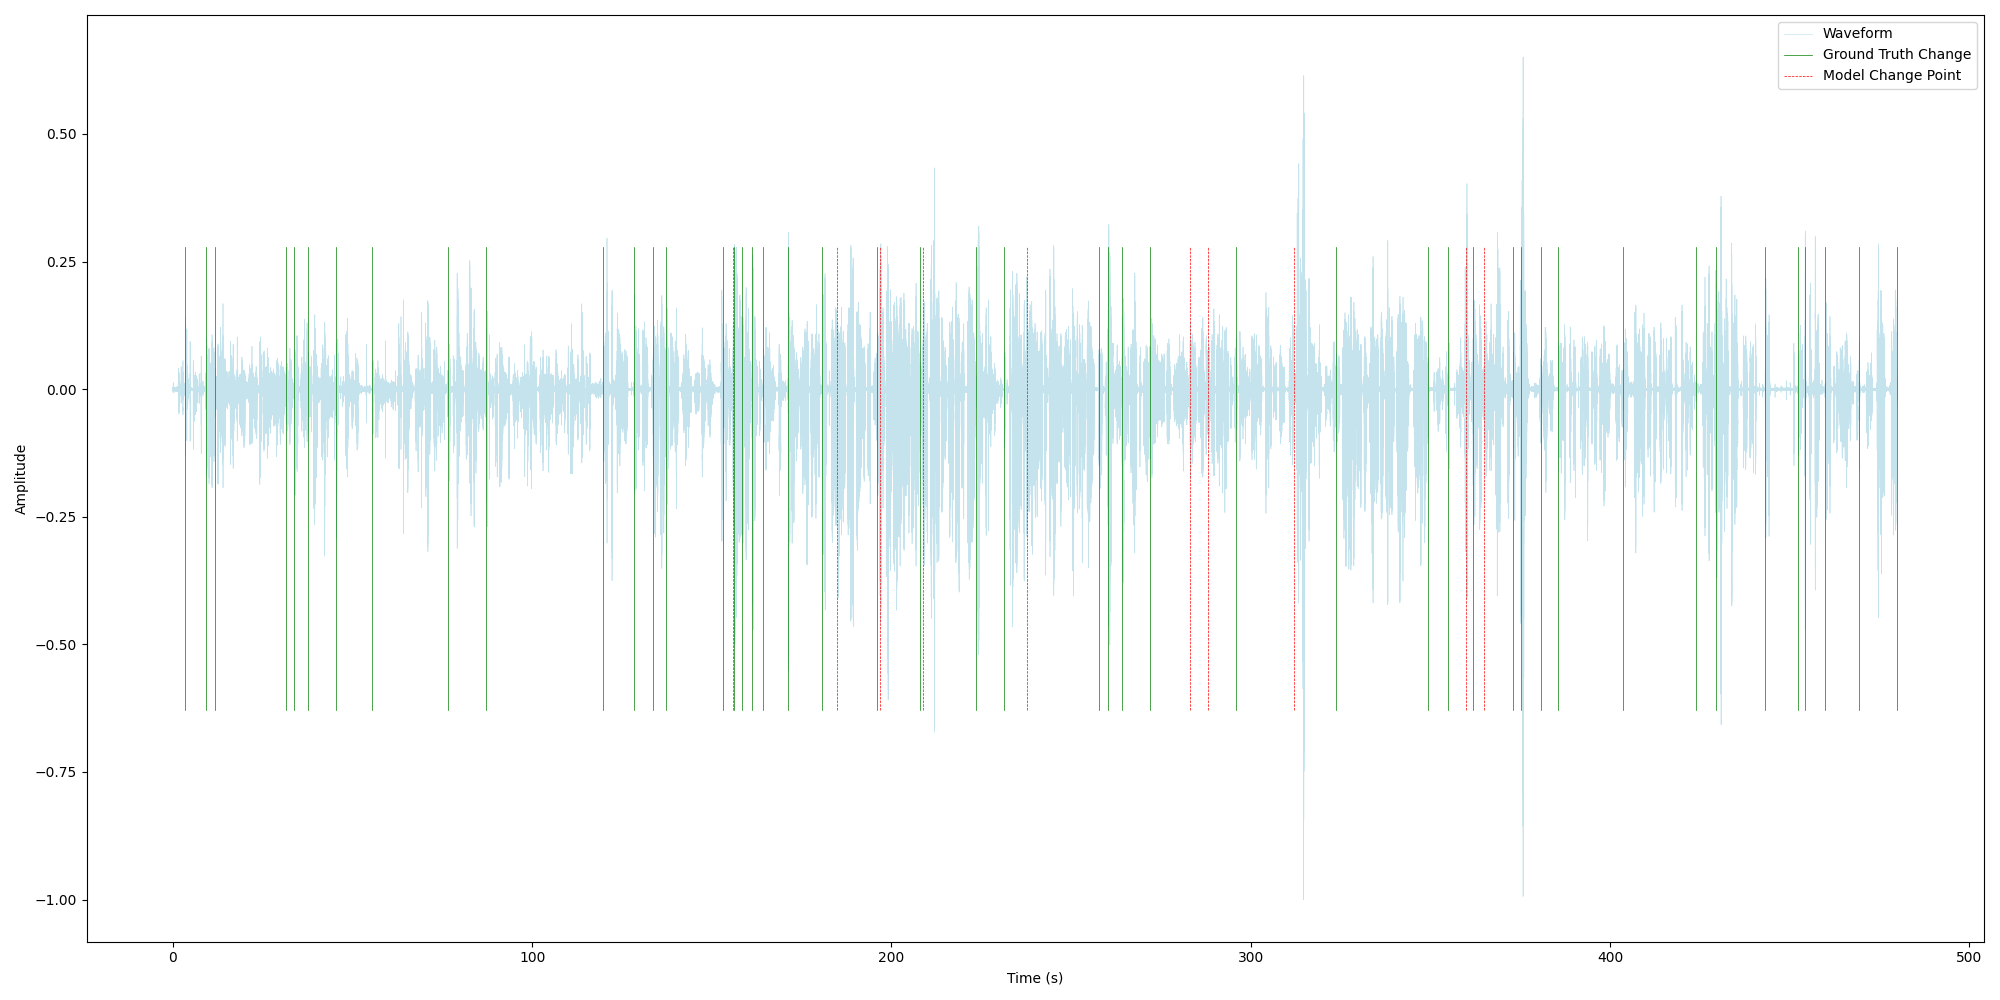 Waveform
Ground Truth Change
Model Change Point
0.50
0.25
0.00
−0.25
−0.50
−0.75
−1.00
Amplitude
0 100 200 300 400 500
Time (s)